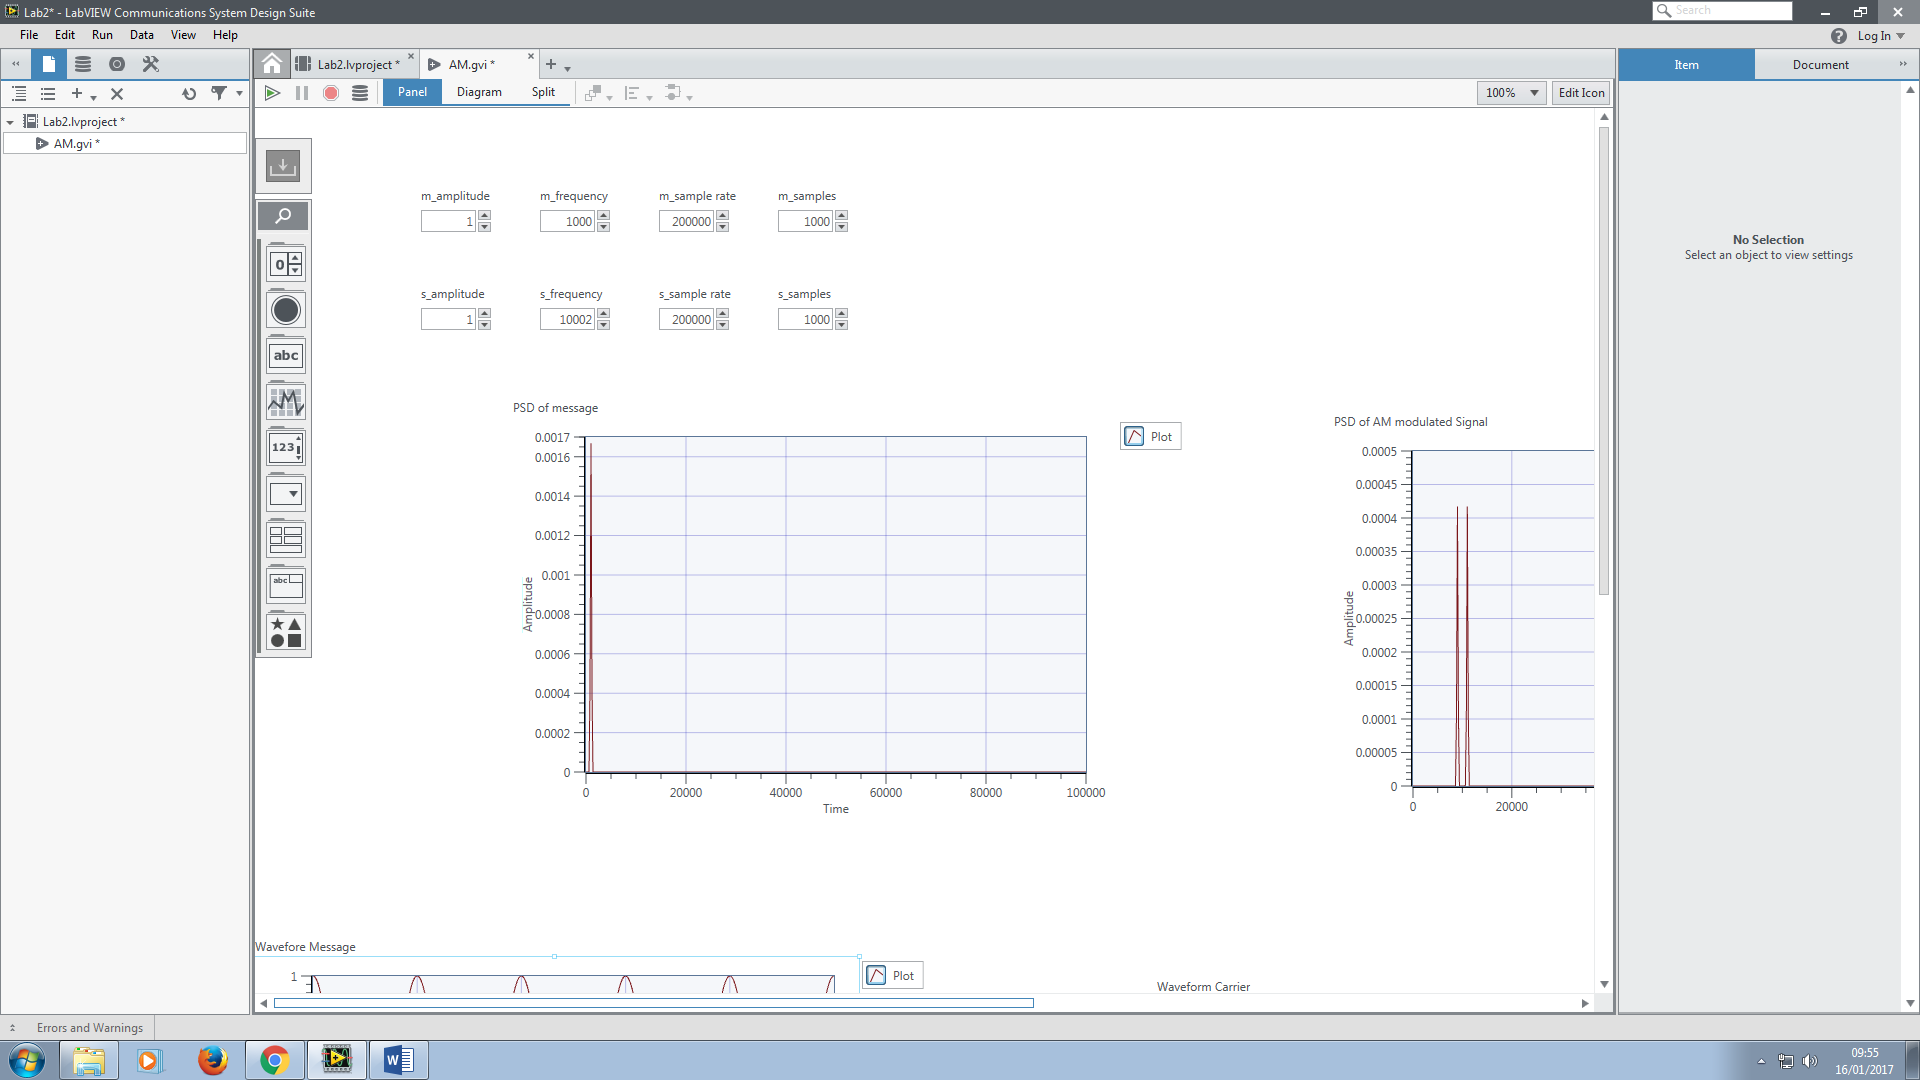 Lab2* - LabVIEW Communications System Design Suite
Search
File Edit Run Data View Help
Log In
Lab2.lvproject *
AM.gvi *
Item
Document
Panel
Diagram
Split
100%
Edit Icon
Lab2.lvproject *
AM.gvi *
No Selection
Select an object to view settings
m_amplitude m_frequency m_sample rate m_samples
1 1000 200000 1000
s_amplitude s_frequency s_sample rate s_samples
1 10002 200000 1000
0
abc
123
abc
PSD of message
Plot
0.0017
0.0016
0.0014
0.0012
0.001
0.0008
0.0006
0.0004
0.0002
0
Amplitude
0 20000 40000 60000 80000 100000
Time
PSD of AM modulated Signal
0.0005
0.00045
0.0004
0.00035
0.0003
0.00025
0.0002
0.00015
0.0001
0.00005
0
Amplitude
0 20000
Wavefore Message
1
Plot
Waveform Carrier
Errors and Warnings
W
09:55
16/01/2017